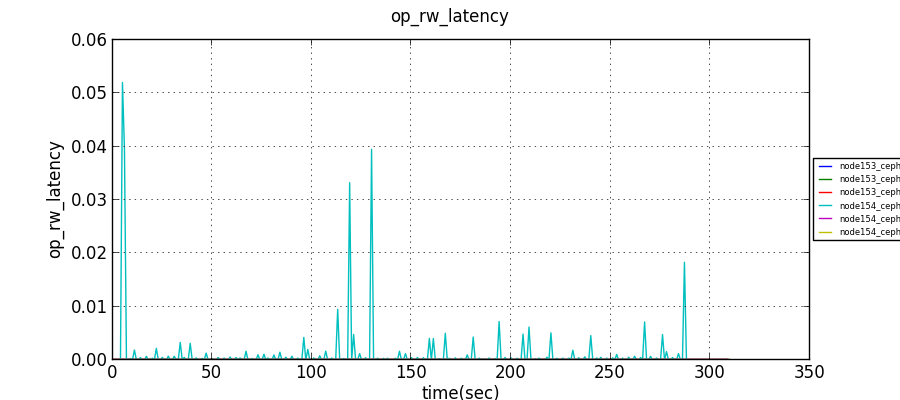 op_rw_latency
0.06
0.05
0.04
0.03
0.02
0.01
0.00
op_rw_latency
0
50
100
150
200
250
300
350
time(sec)
node153_ceph
node153_ceph
node153_ceph
node154_ceph
node154_ceph
node154_ceph